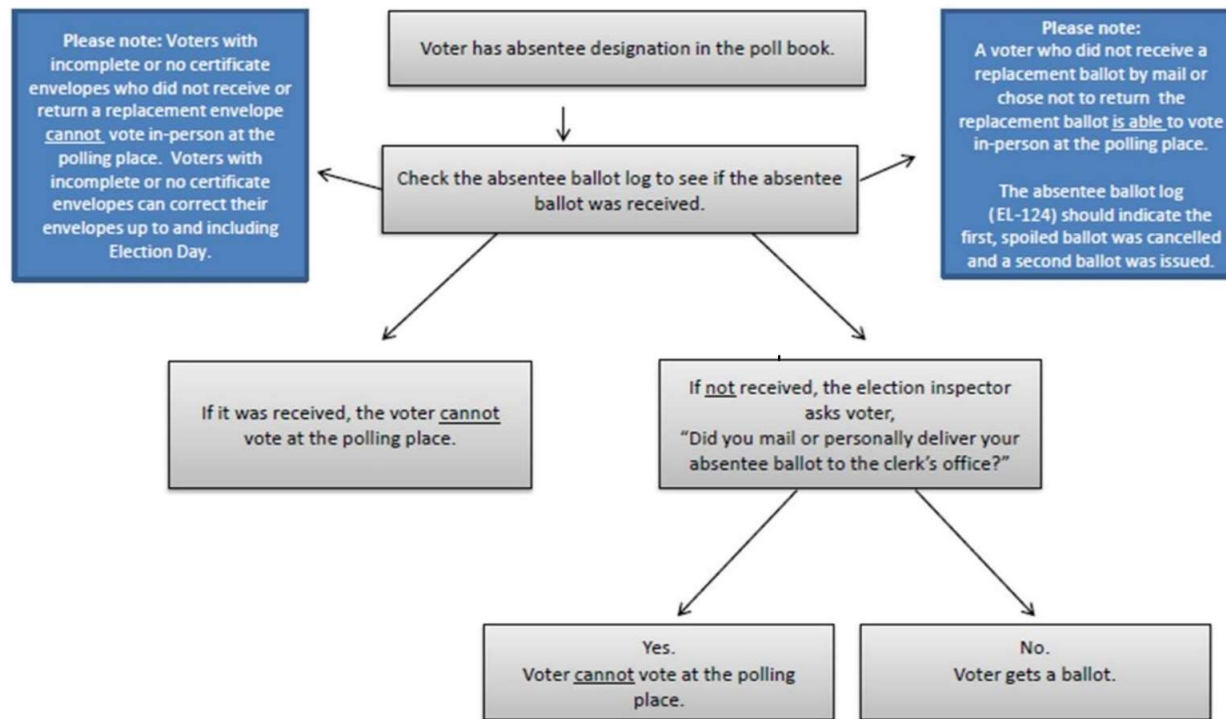 Please note: Voters with
incomplete or no certificate
envelopes who did not receive or
return a replacement envelope
cannot vote in-person at the
polling place. Voters with
incomplete or no certificate
envelopes can correct their
envelopes up to and including
Election Day.
Voter has absentee designation in the poll book.
Please note:
A voter who did not receive a
replacement ballot by mail or
chose not to return the
replacement ballot is able to vote
in-person at the polling place.
The absentee ballot log
(EL-124) should indicate the
first, spoiled ballot was cancelled
and a second ballot was issued.
Check the absentee ballot log to see if the absentee
ballot was received.
If it was received, the voter cannot
vote at the polling place.
If not received, the election inspector
asks voter,
“Did you mail or personally deliver your
absentee ballot to the clerk’s office?”
Yes.
Voter cannot vote at the polling
place.
No.
Voter gets a ballot.